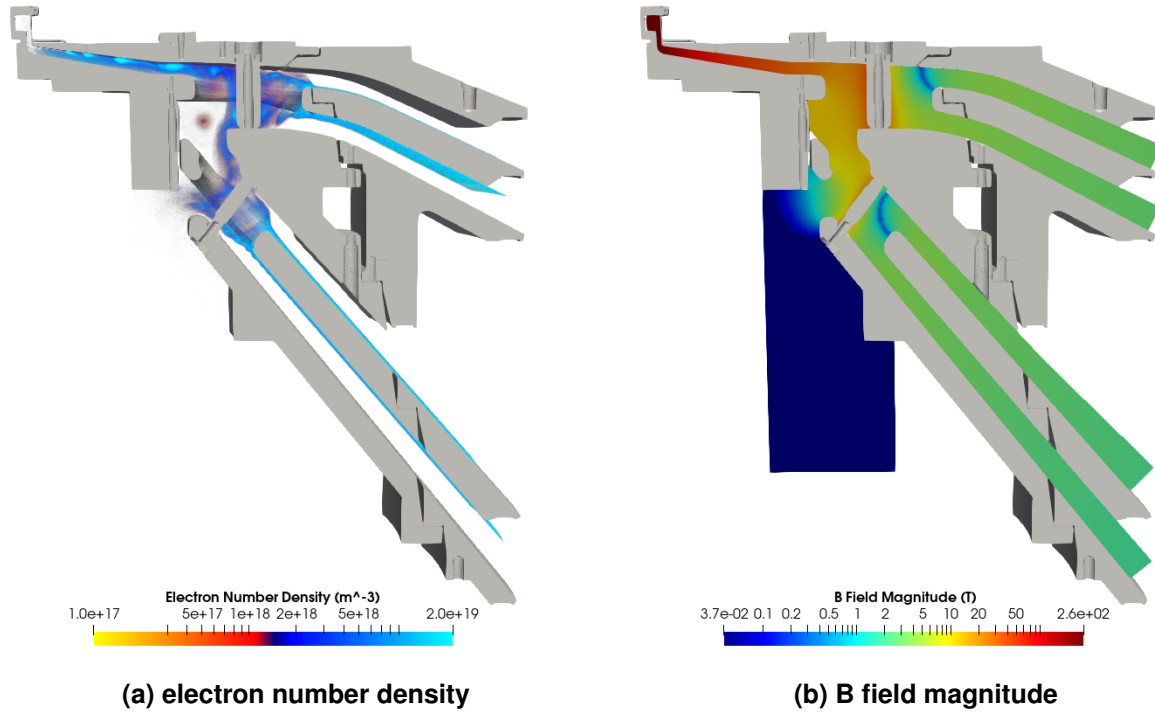 Electron Number Density (m^-3)
1.0e+17 5e+17 1e+18 2e+18 5e+18 2.0e+19
B Field Magnitude (T)
3.7e-02 0.1 0.2 0.5 1 2 5 10 20 50 2.6e+02
(a) electron number density
(b) B field magnitude